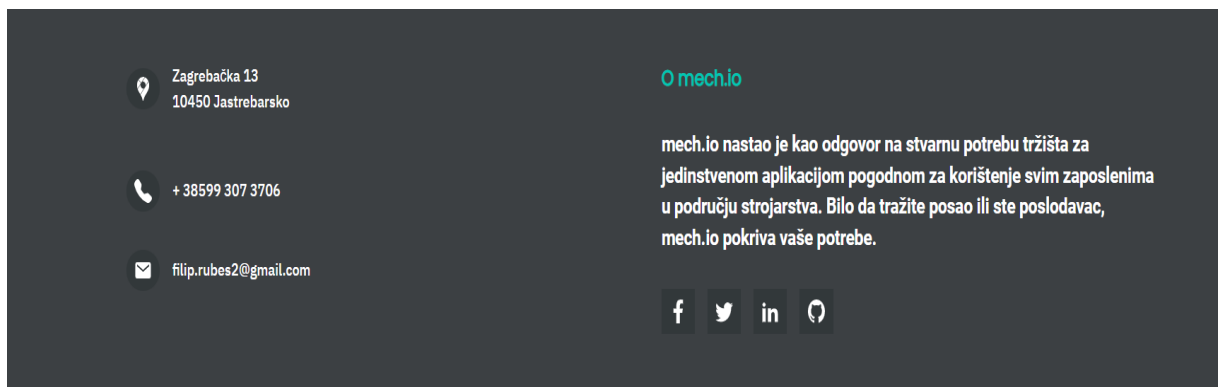 Zagrebačka 13
10450 Jastrebarsko
+ 38599 307 3706
filip.rubes2@gmail.com
O mech.io
mech.io nastao je kao odgovor na stvarnu potrebu tržišta za
jedinstvenom aplikacijom pogodnom za korištenje svim zaposlenima
u području strojarstva. Bilo da tražite posao ili ste poslodavac,
mech.io pokriva vaše potrebe.